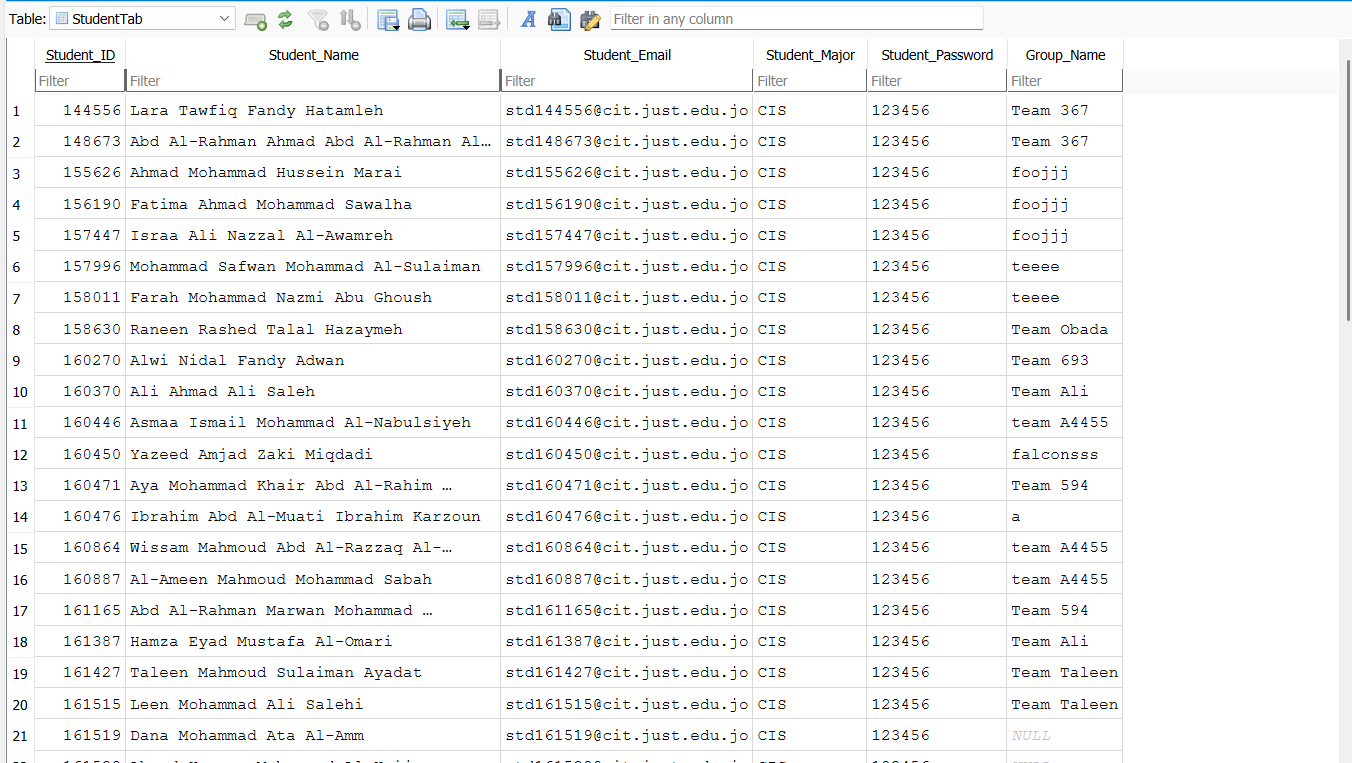 Table: StudentTab Filter in any column
Student_ID Student_Name Student_Email Student_Major Student_Password Group_Name
Filter Filter Filter Filter Filter Filter
1 144556 Lara Tawfiq Fandy Hatamleh std144556@cit.just.edu.jo CIS 123456 Team 367
2 148673 Abd Al-Rahman Ahmad Abd Al-Rahman Al… std148673@cit.just.edu.jo CIS 123456 Team 367
3 155626 Ahmad Mohammad Hussein Marai std155626@cit.just.edu.jo CIS 123456 foojjj
4 156190 Fatima Ahmad Mohammad Sawalha std156190@cit.just.edu.jo CIS 123456 foojjj
5 157447 Israa Ali Nazzal Al-Awamreh std157447@cit.just.edu.jo CIS 123456 foojjj
6 157996 Mohammad Safwan Mohammad Al-Sulaiman std157996@cit.just.edu.jo CIS 123456 teeee
7 158011 Farah Mohammad Nazmi Abu Ghoush std158011@cit.just.edu.jo CIS 123456 teeee
8 158630 Raneen Rashed Talal Hazaymeh std158630@cit.just.edu.jo CIS 123456 Team Obada
9 160270 Alwi Nidal Fandy Adwan std160270@cit.just.edu.jo CIS 123456 Team 693
10 160370 Ali Ahmad Ali Saleh std160370@cit.just.edu.jo CIS 123456 Team Ali
11 160446 Asmaa Ismail Mohammad Al-Nabulsiyeh std160446@cit.just.edu.jo CIS 123456 team A4455
12 160450 Yazeed Amjad Zaki Miqdadi std160450@cit.just.edu.jo CIS 123456 falconsss
13 160471 Aya Mohammad Khair Abd Al-Rahim … std160471@cit.just.edu.jo CIS 123456 Team 594
14 160476 Ibrahim Abd Al-Muati Ibrahim Karzoun std160476@cit.just.edu.jo CIS 123456 a
15 160864 Wissam Mahmoud Abd Al-Razzaq Al-… std160864@cit.just.edu.jo CIS 123456 team A4455
16 160887 Al-Ameen Mahmoud Mohammad Sabah std160887@cit.just.edu.jo CIS 123456 team A4455
17 161165 Abd Al-Rahman Marwan Mohammad … std161165@cit.just.edu.jo CIS 123456 Team 594
18 161387 Hamza Eyad Mustafa Al-Omari std161387@cit.just.edu.jo CIS 123456 Team Ali
19 161427 Taleen Mahmoud Sulaiman Ayadat std161427@cit.just.edu.jo CIS 123456 Team Taleen
20 161515 Leen Mohammad Ali Salehi std161515@cit.just.edu.jo CIS 123456 Team Taleen
21 161519 Dana Mohammad Ata Al-Amm std161519@cit.just.edu.jo CIS 123456 NULL